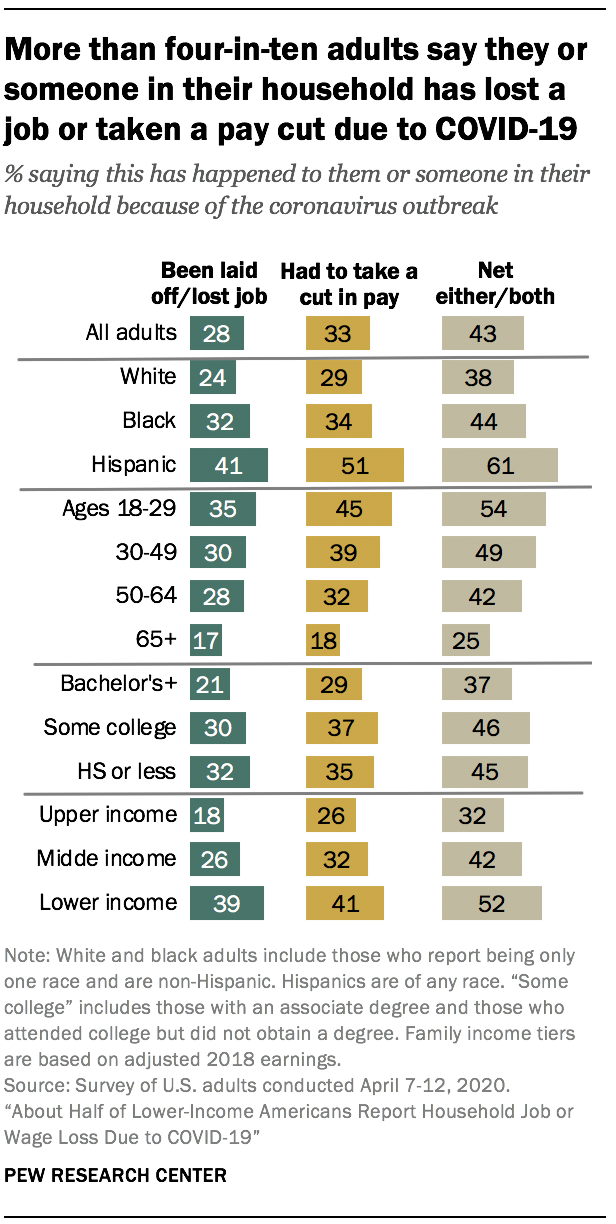 More than four-in-ten adults say they or
someone in their household has lost a
job or taken a pay cut due to COVID-19
% saying this has happened to them or someone in their
household because of the coronavirus outbreak
Been laid off/lost job Had to take a cut in pay Net either/both
All adults 28 33 43
White 24 29 38
Black 32 34 44
Hispanic 41 51 61
Ages 18-29 35 45 54
30-49 30 39 49
50-64 28 32 42
65+ 17 18 25
Bachelor's+ 21 29 37
Some college 30 37 46
HS or less 32 35 45
Upper income 18 26 32
Midde income 26 32 42
Lower income 39 41 52
Note: White and black adults include those who report being only
one race and are non-Hispanic. Hispanics are of any race. “Some
college” includes those with an associate degree and those who
attended college but did not obtain a degree. Family income tiers
are based on adjusted 2018 earnings.
Source: Survey of U.S. adults conducted April 7-12, 2020.
“About Half of Lower-Income Americans Report Household Job or
Wage Loss Due to COVID-19”
PEW RESEARCH CENTER